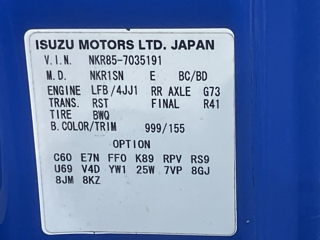 ISUZU MOTORS LTD. JAPAN
V.I.N. NKR85-7035191
M.D. NKR1SN E BC/BD
ENGINE LFB/4JJ1 RR AXLE G73
TRANS. RST FINAL R41
TIRE BWQ
B.COLOR/TRIM 999/155
OPTION
C60 E7N FF0 K89 RPV RS9
U69 V4D YW1 25W 7VP 8GJ
8JM 8KZ